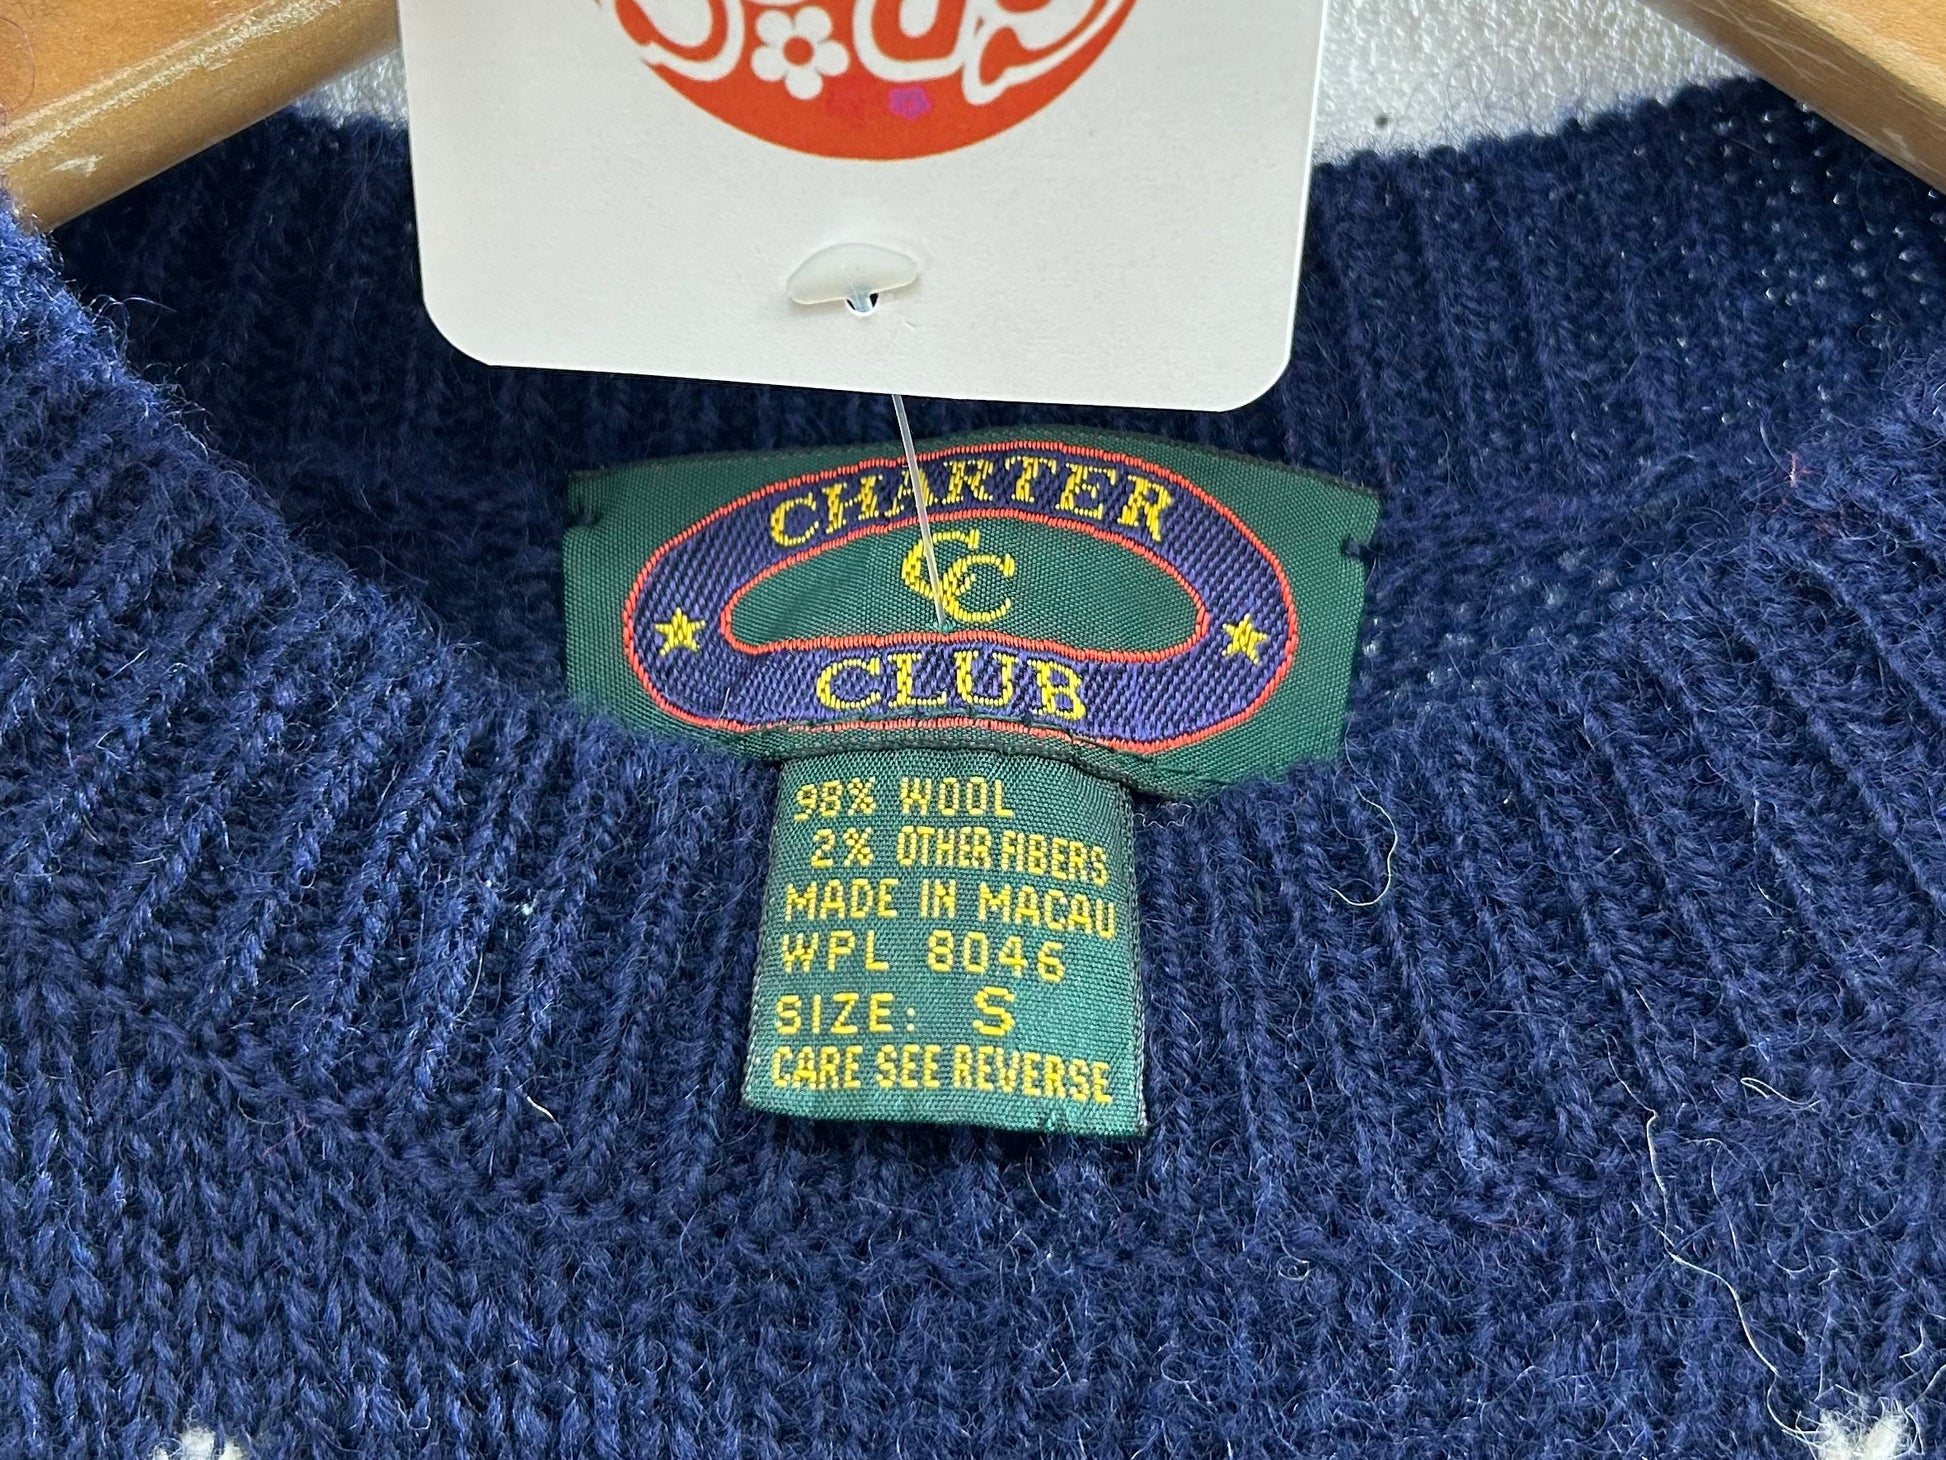 CHARTER
CC
CLUB
98% WOOL
2% OTHER FIBERS
MADE IN MACAU
WPL 8046
SIZE: S
CARE SEE REVERSE